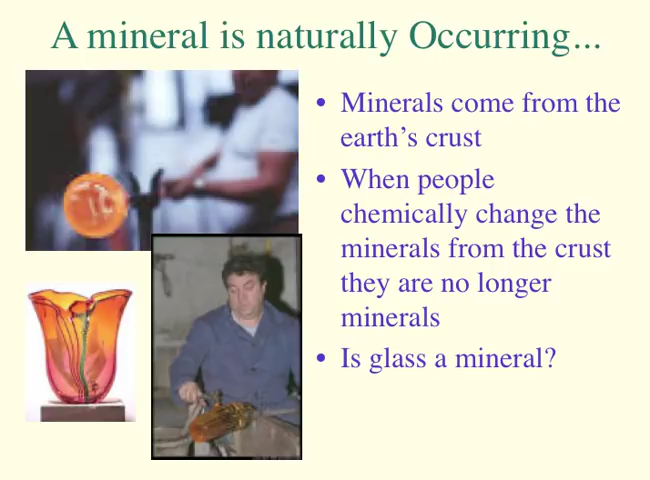 A mineral is naturally Occurring...
• Minerals come from the
earth's crust
• When people
chemically change the
minerals from the crust
they are no longer
minerals
• Is glass a mineral?